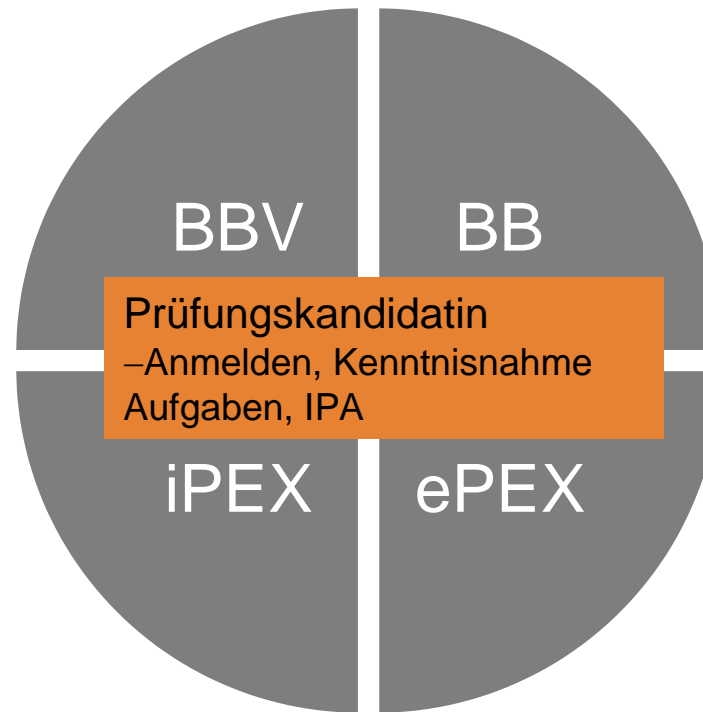 BBV
BB
Prüfungskandidatin
–Anmelden, Kenntnisnahme
Aufgaben, IPA
iPEX
ePEX